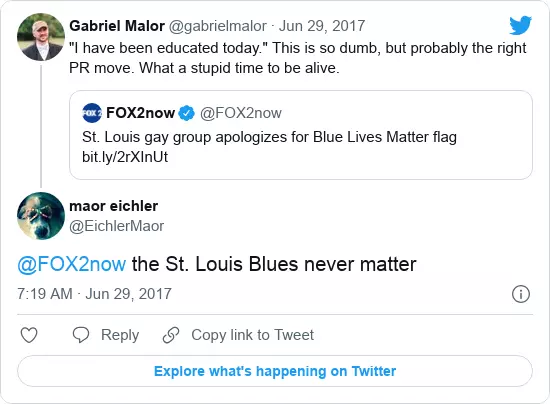 Gabriel Malor @gabrielmalor · Jun 29, 2017
"I have been educated today." This is so dumb, but probably the right
PR move. What a stupid time to be alive.
FOX 2 FOX2now @FOX2now
St. Louis gay group apologizes for Blue Lives Matter flag
bit.ly/2rXInUt
maor eichler
@EichlerMaor
@FOX2now the St. Louis Blues never matter
7:19 AM · Jun 29, 2017
Reply Copy link to Tweet
Explore what's happening on Twitter